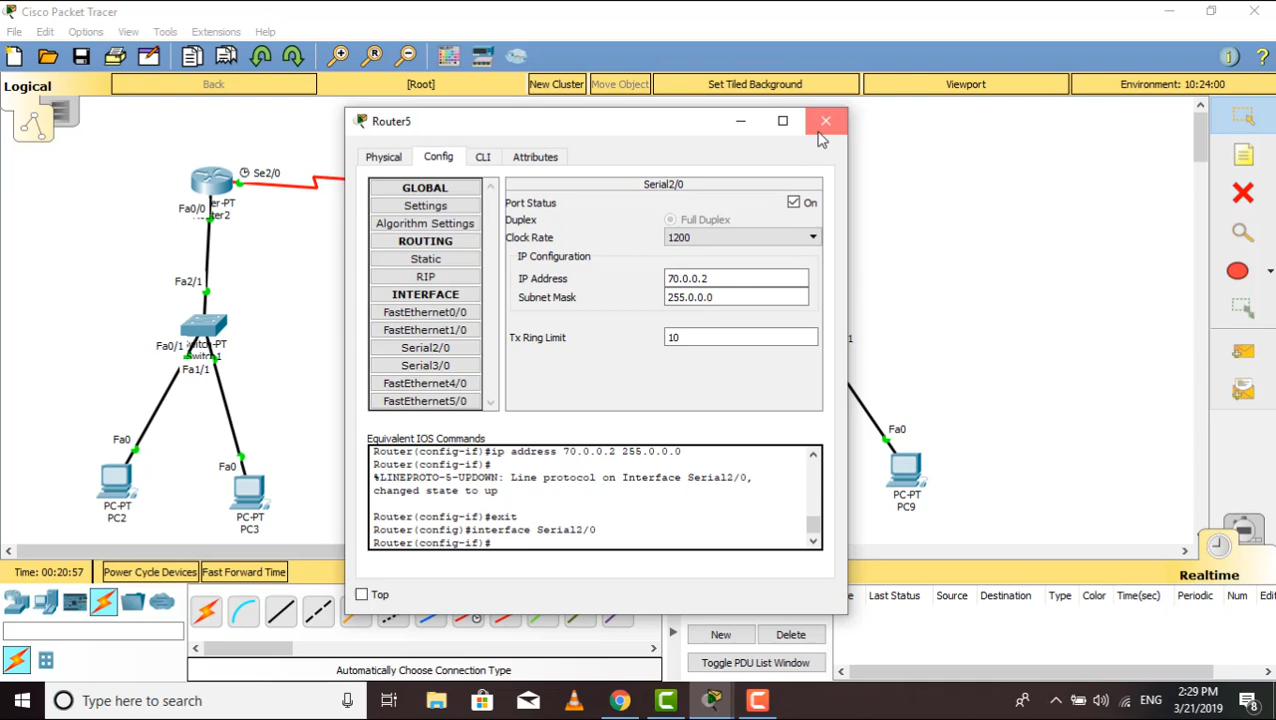 Cisco Packet Tracer
File Edit Options View Tools Extensions Help
Logical
Back
[Root]
New Cluster
Move Object
Set Tiled Background
Viewport
Environment: 10:24:00
Router5
Physical Config CLI Attributes
GLOBAL
Settings
Algorithm Settings
ROUTING
Static
RIP
INTERFACE
FastEthernet0/0
FastEthernet1/0
Serial2/0
Serial3/0
FastEthernet4/0
FastEthernet5/0
Serial2/0
Port Status On
Duplex Full Duplex
Clock Rate 1200
IP Configuration
IP Address 70.0.0.2
Subnet Mask 255.0.0.0
Tx Ring Limit 10
Equivalent IOS Commands
Router(config-if)#ip address 70.0.0.2 255.0.0.0
Router(config-if)#
%LINEPROTO-5-UPDOWN: Line protocol on Interface Serial2/0,
changed state to up
Router(config-if)#exit
Router(config)#interface Serial2/0
Router(config-if)#
Top
Se2/0
Fa0/0
Fa2/1
Fa0/1
Fa1/1
Fa0
PC-PT
PC2
Fa0
PC-PT
PC3
Fa0
PC-PT
PC9
Time: 00:20:57
Power Cycle Devices
Fast Forward Time
Realtime
Last Status Source Destination Type Color Time(sec) Periodic Num Edi
New
Delete
Toggle PDU List Window
Automatically Choose Connection Type
Type here to search
ENG
2:29 PM
3/21/2019
8